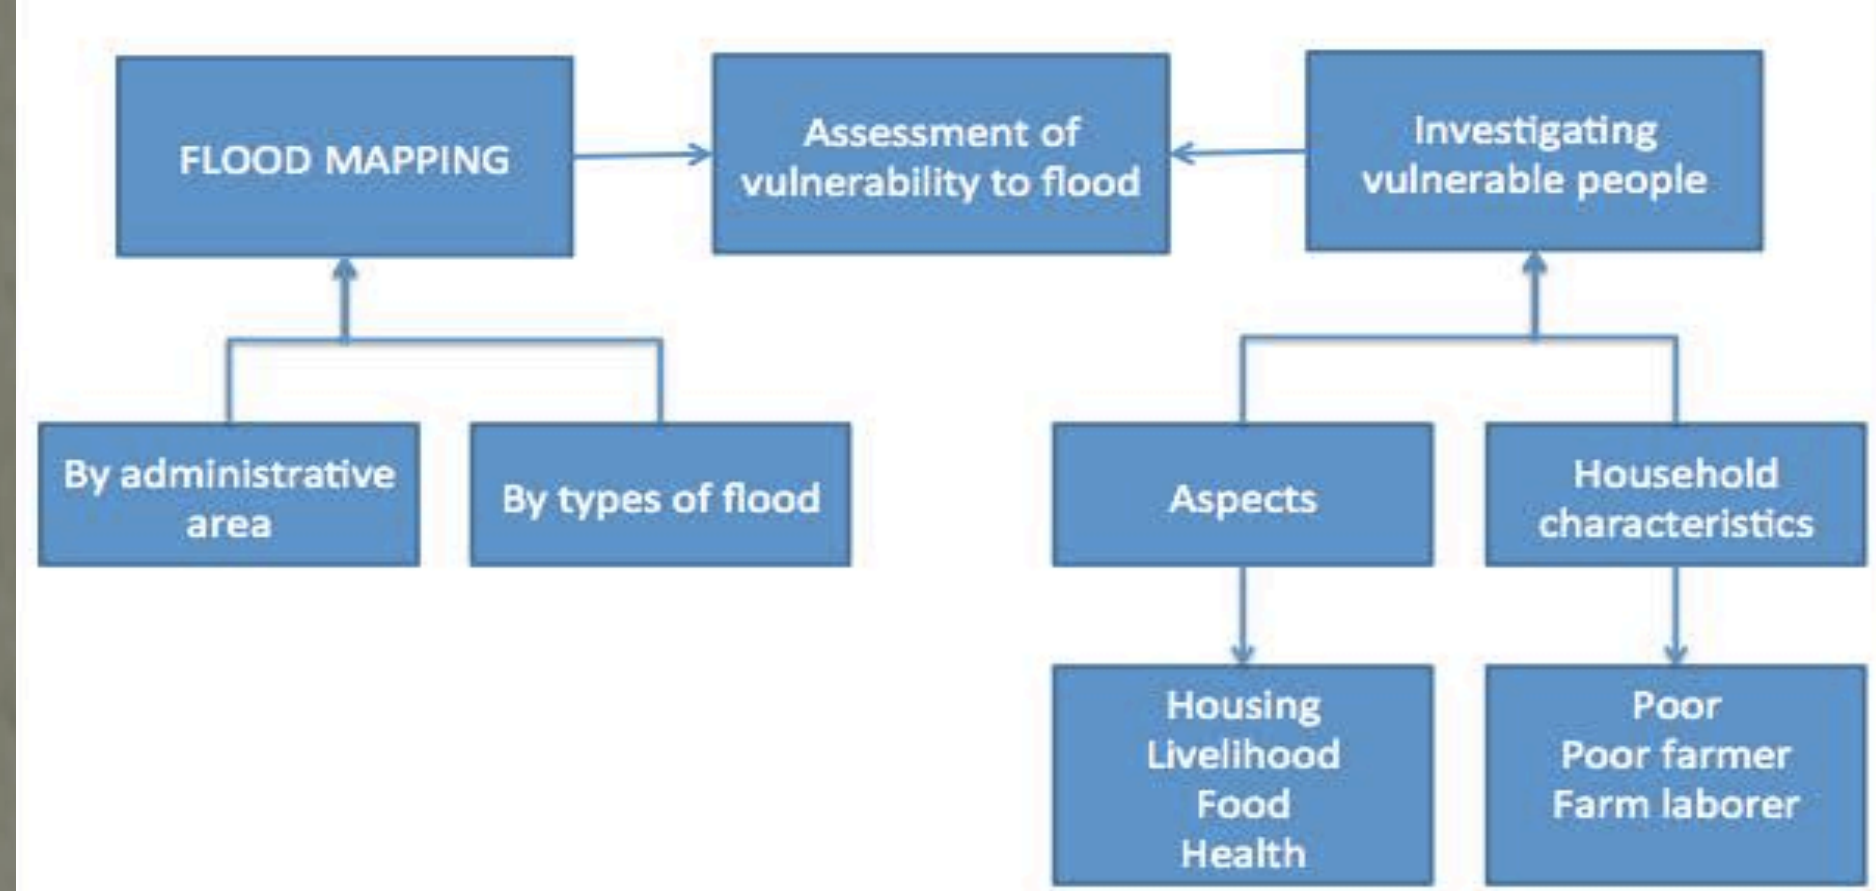 FLOOD MAPPING
Assessment of
vulnerability to flood
Investigating
vulnerable people
By administrative
area
By types of flood
Aspects
Household
characteristics
Housing
Livelihood
Food
Health
Poor
Poor farmer
Farm laborer